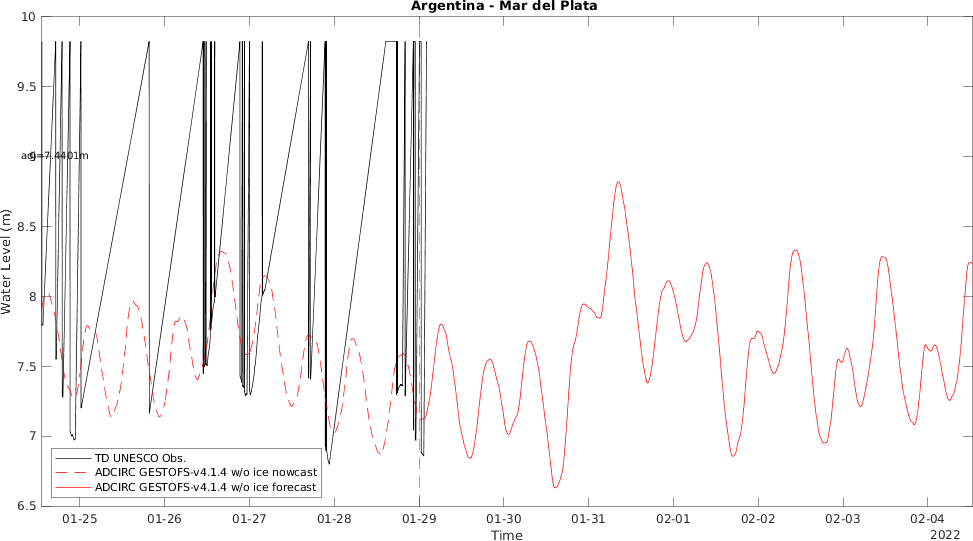 Argentina - Mar del Plata
10
9.5
9
8.5
8
7.5
7
6.5
adj=7.4401m
Water Level (m)
TD UNESCO Obs.
ADCIRC GESTOFS-v4.1.4 w/o ice nowcast
ADCIRC GESTOFS-v4.1.4 w/o ice forecast
01-25 01-26 01-27 01-28 01-29 01-30 01-31 02-01 02-02 02-03 02-04
Time
2022